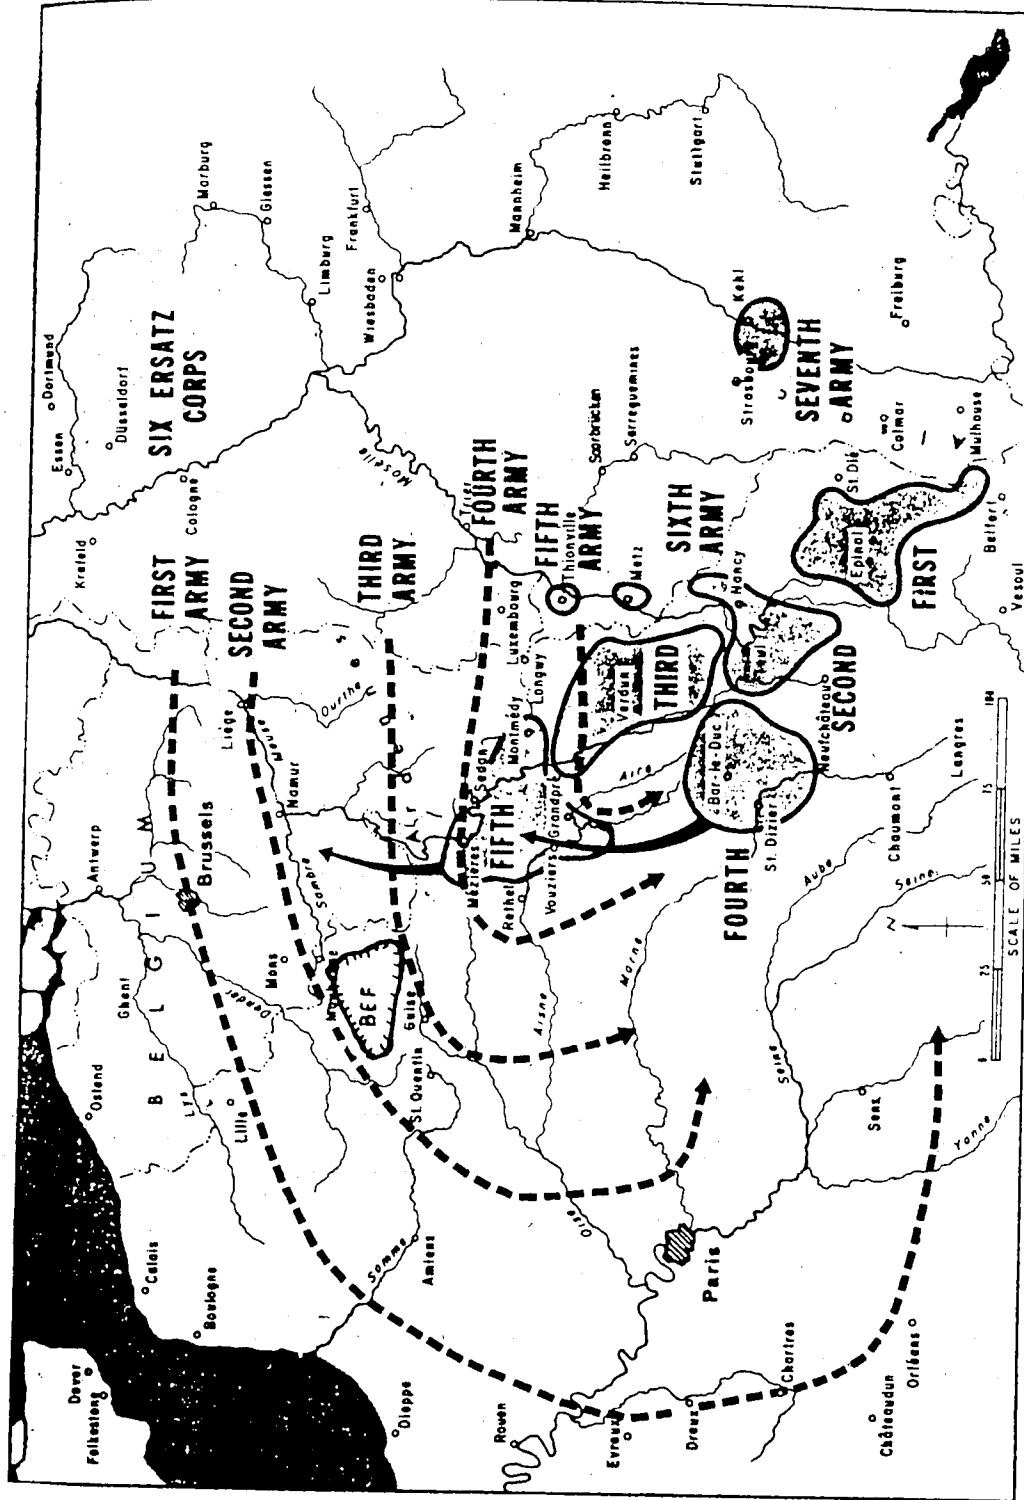 Dover
Folkestone
Calais
Boulogne
Dieppe
Rouen
Evreux
Dreux
Chartres
Châteaudun
Orléans
Paris
Amiens
Somme
Oise
Ostend
Ghent
Antwerp
BELGIUM
Brussels
Lys
Lille
Dender
Mons
Sambre
Namur
Meuse
Liége
Ourthe
BEF
Guise
St. Quentin
Aisne
Marne
Seine
Sens
Yonne
Aube
Seine
Mézières
Sedan
Rethel
Vouziers
Grandpré
Aire
Montmédy
Longwy
Luxembourg
Verdun
Bar-le-Duc
St. Dizier
Chaumont
Langres
Neufchâteau
Toul
Nancy
Metz
Thionville
Trier
Moselle
Saarbrücken
Sarreguemines
Epinal
St. Dié
Colmar
Mulhouse
Belfort
Vesoul
Freiburg
Strasbourg
Kehl
Stuttgart
Heilbronn
Mannheim
Wiesbaden
Frankfurt
Limburg
Giessen
Marburg
Cologne
Düsseldorf
Essen
Dortmund
Krefeld
SIX ERSATZ
CORPS
FIRST
ARMY
SECOND
ARMY
THIRD
ARMY
FOURTH
ARMY
FIFTH
ARMY
SIXTH
ARMY
SEVENTH
ARMY
FIRST
SECOND
THIRD
FOURTH
FIFTH
N
0 25 50 75 100
SCALE OF MILES